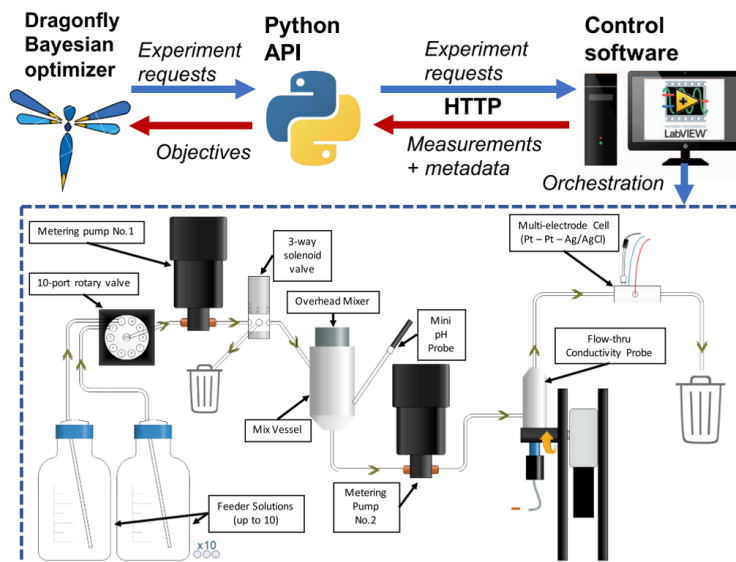 Dragonfly
Bayesian
optimizer
Experiment
requests
Python
API
Experiment
requests
Control
software
HTTP
LabVIEW™
Objectives
Measurements
+ metadata
Orchestration
Metering pump No.1
3-way
solenoid
valve
Multi-electrode Cell
(Pt – Pt – Ag/AgCl)
10-port rotary valve
Overhead Mixer
Mini
pH
Probe
Flow-thru
Conductivity Probe
Mix Vessel
Feeder Solutions
(up to 10)
Metering
Pump
No.2
x10